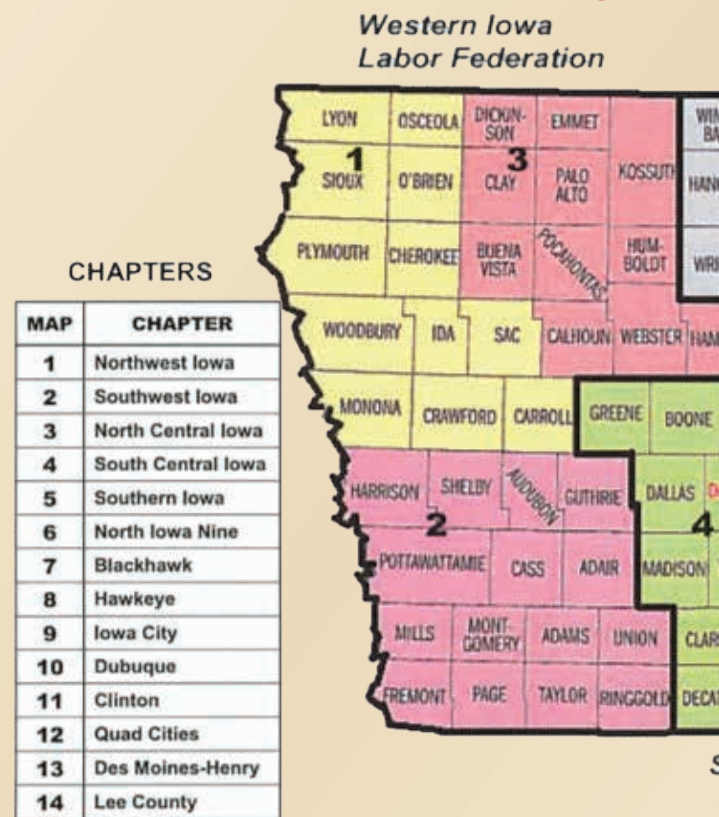 Western Iowa
Labor Federation
LYON OSCEOLA DICKIN-
SON EMMET
KOSSUTH
1 3
SIOUX O'BRIEN CLAY PALO
ALTO
PLYMOUTH CHEROKEE BUENA
VISTA POCAHONTAS HUM-
BOLDT
WOODBURY IDA SAC CALHOUN WEBSTER HAM
MONONA CRAWFORD CARROLL GREENE BOONE
HARRISON SHELBY AUDUBON GUTHRIE DALLAS
2 4
POTTAWATTAMIE CASS ADAIR MADISON
MILLS MONT-
GOMERY ADAMS UNION CLAR
FREMONT PAGE TAYLOR RINGGOLD DECAT
CHAPTERS
MAP CHAPTER
1 Northwest Iowa
2 Southwest Iowa
3 North Central Iowa
4 South Central Iowa
5 Southern Iowa
6 North Iowa Nine
7 Blackhawk
8 Hawkeye
9 Iowa City
10 Dubuque
11 Clinton
12 Quad Cities
13 Des Moines-Henry
14 Lee County